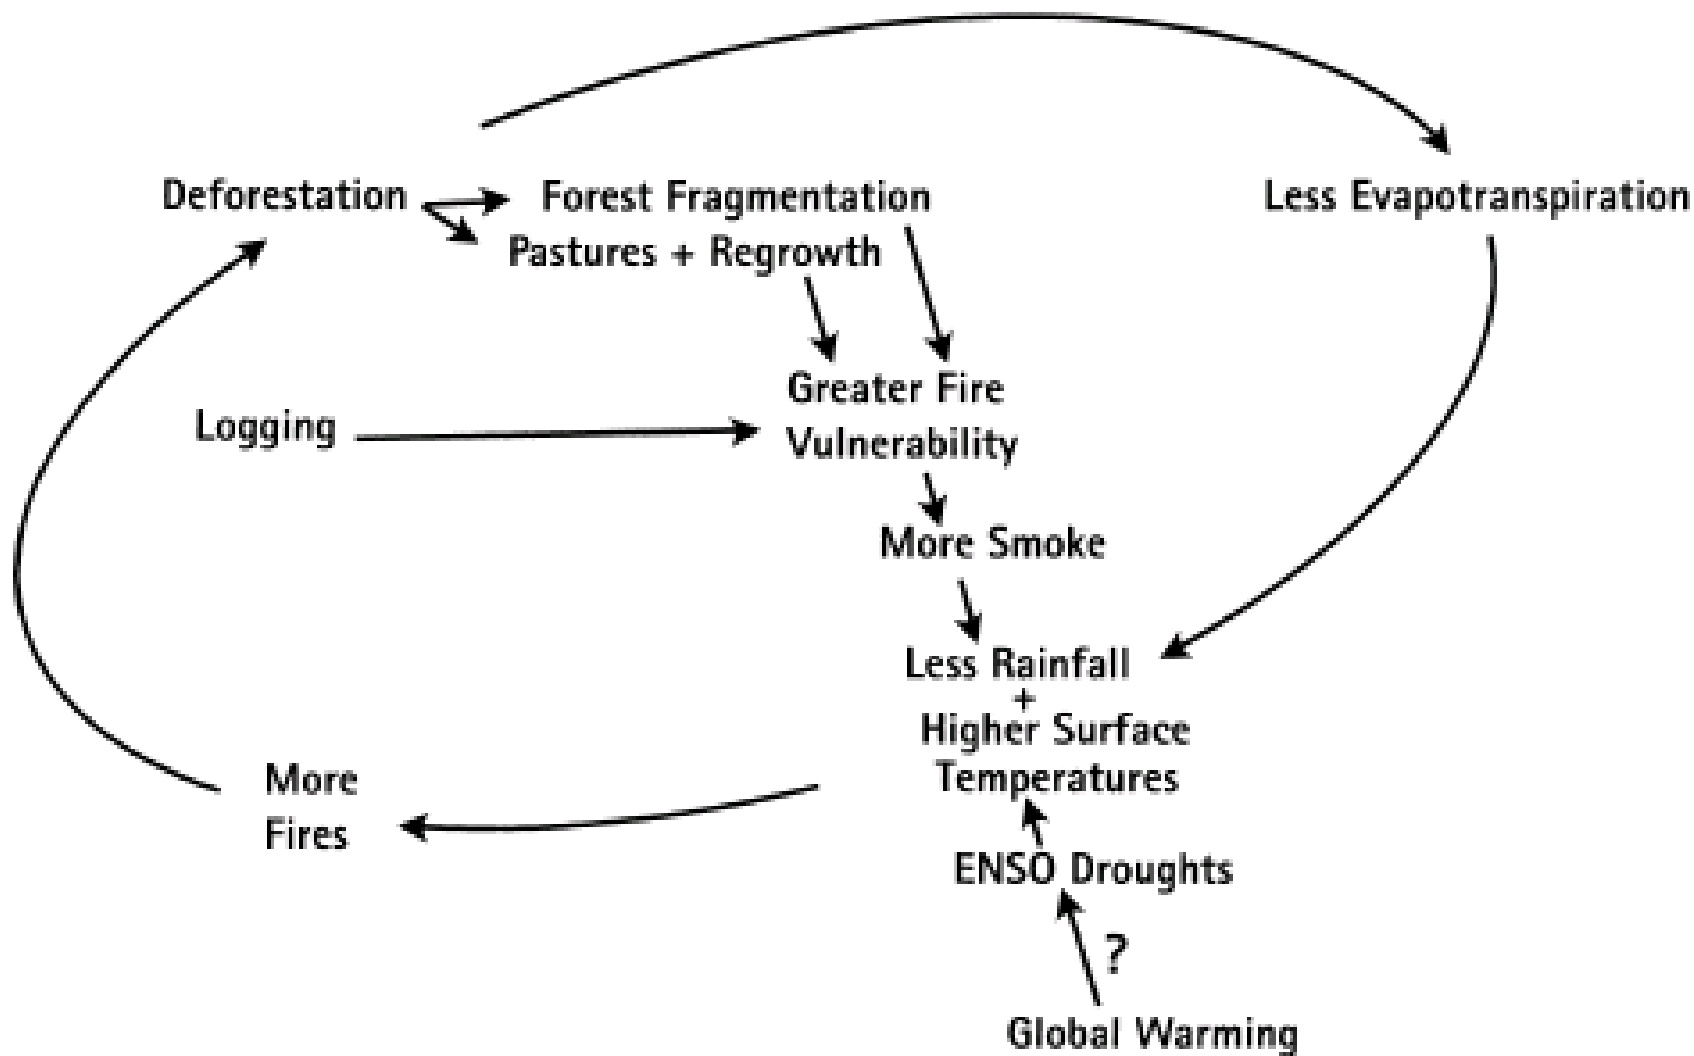 Deforestation
Forest Fragmentation
Less Evapotranspiration
Pastures + Regrowth
Greater Fire
Vulnerability
Logging
More Smoke
Less Rainfall
+
Higher Surface
Temperatures
More
Fires
ENSO Droughts
?
Global Warming